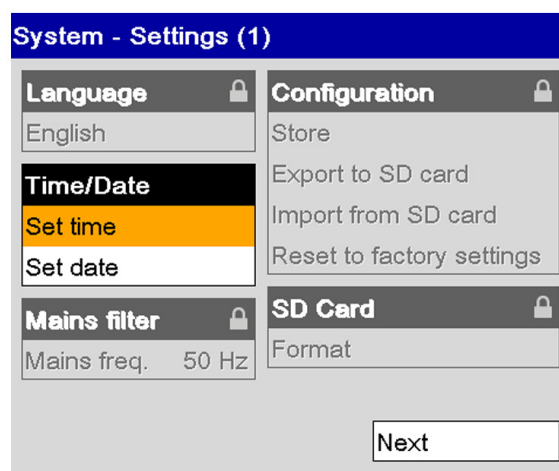 System - Settings (1)
Language
English
Time/Date
Set time
Set date
Mains filter
Mains freq. 50 Hz
Configuration
Store
Export to SD card
Import from SD card
Reset to factory settings
SD Card
Format
Next